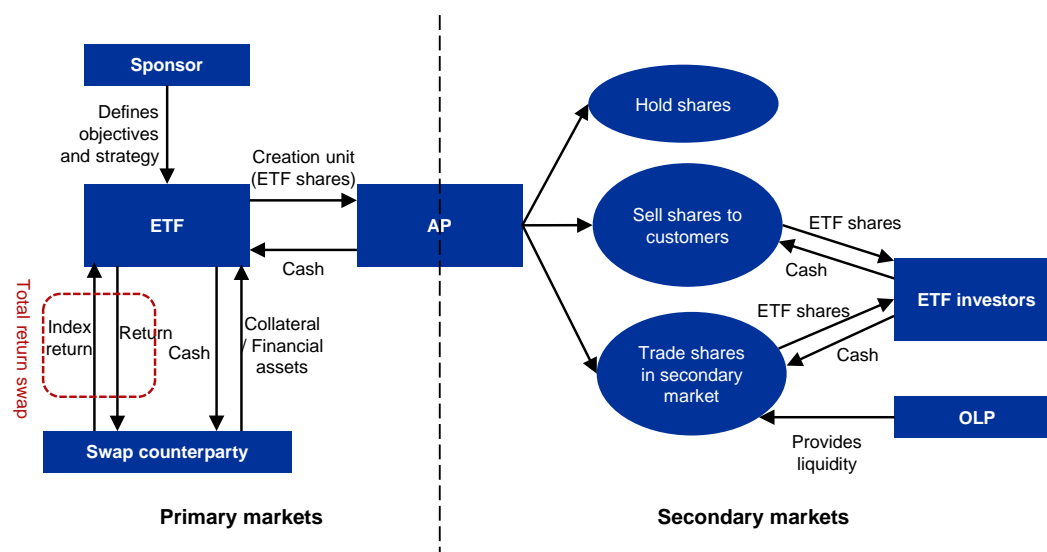 Sponsor
Defines
objectives
and strategy
Creation unit
(ETF shares)
ETF
AP
Cash
Hold shares
Sell shares to
customers
ETF shares
Cash
ETF investors
ETF shares
Cash
Trade shares
in secondary
market
OLP
Provides
liquidity
Total return swap
Index
return
Return
Cash
Collateral
/ Financial
assets
Swap counterparty
Primary markets
Secondary markets